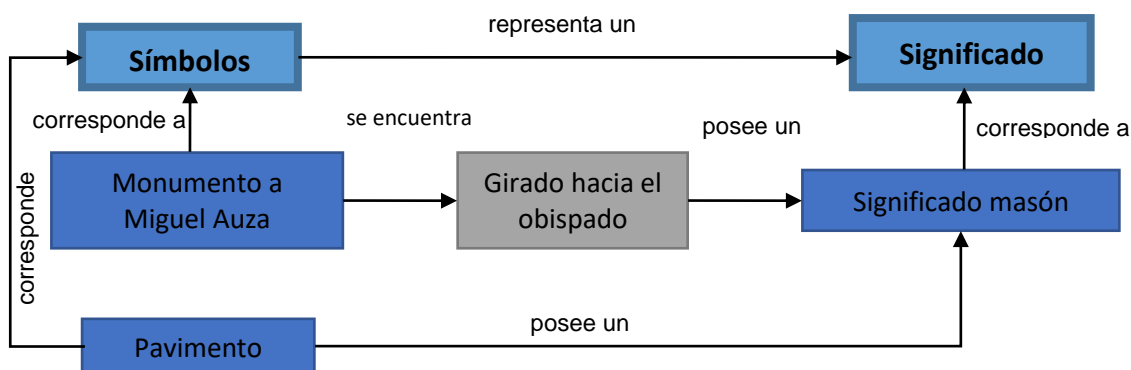 representa un
Símbolos
Significado
corresponde a
se encuentra
posee un
corresponde a
Monumento a
Miguel Auza
Girado hacia el
obispado
Significado masón
corresponde
posee un
Pavimento